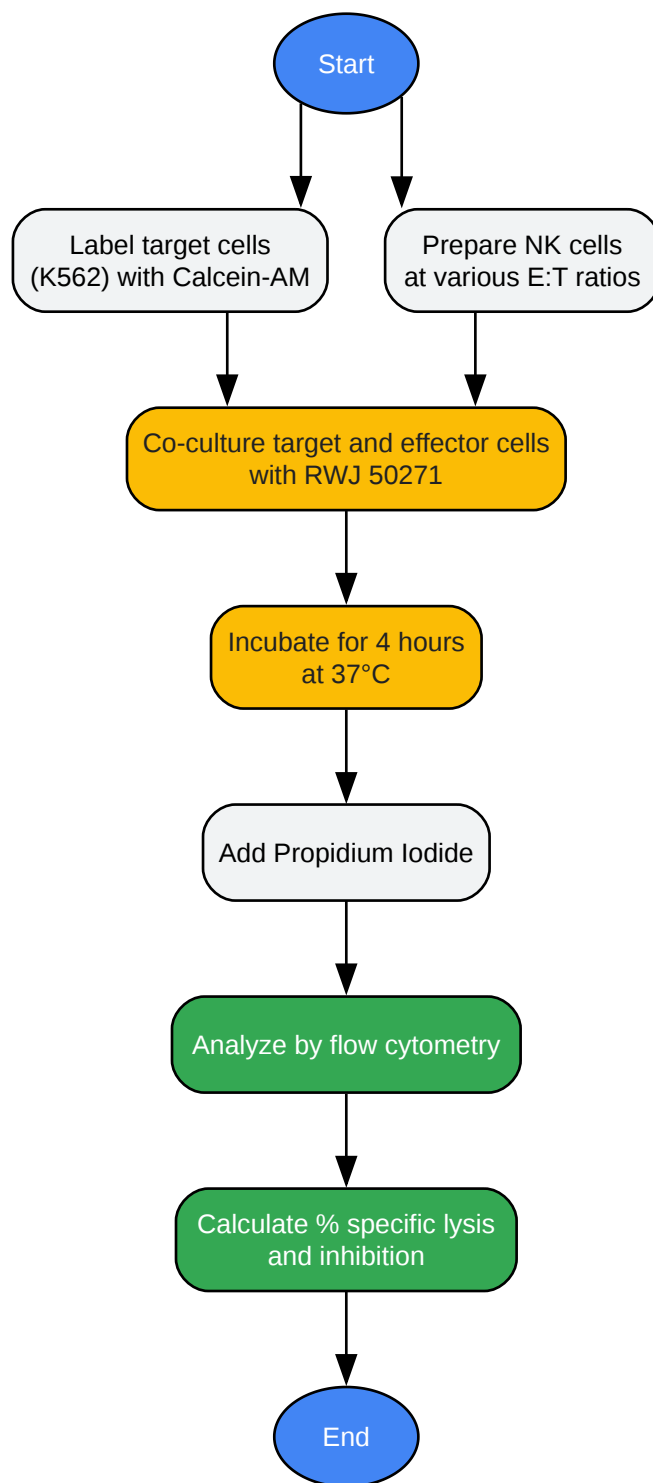 Start
Label target cells
(K562) with Calcein-AM
Prepare NK cells
at various E:T ratios
Co-culture target and effector cells
with RWJ 50271
Incubate for 4 hours
at 37°C
Add Propidium Iodide
Analyze by flow cytometry
Calculate % specific lysis
and inhibition
End